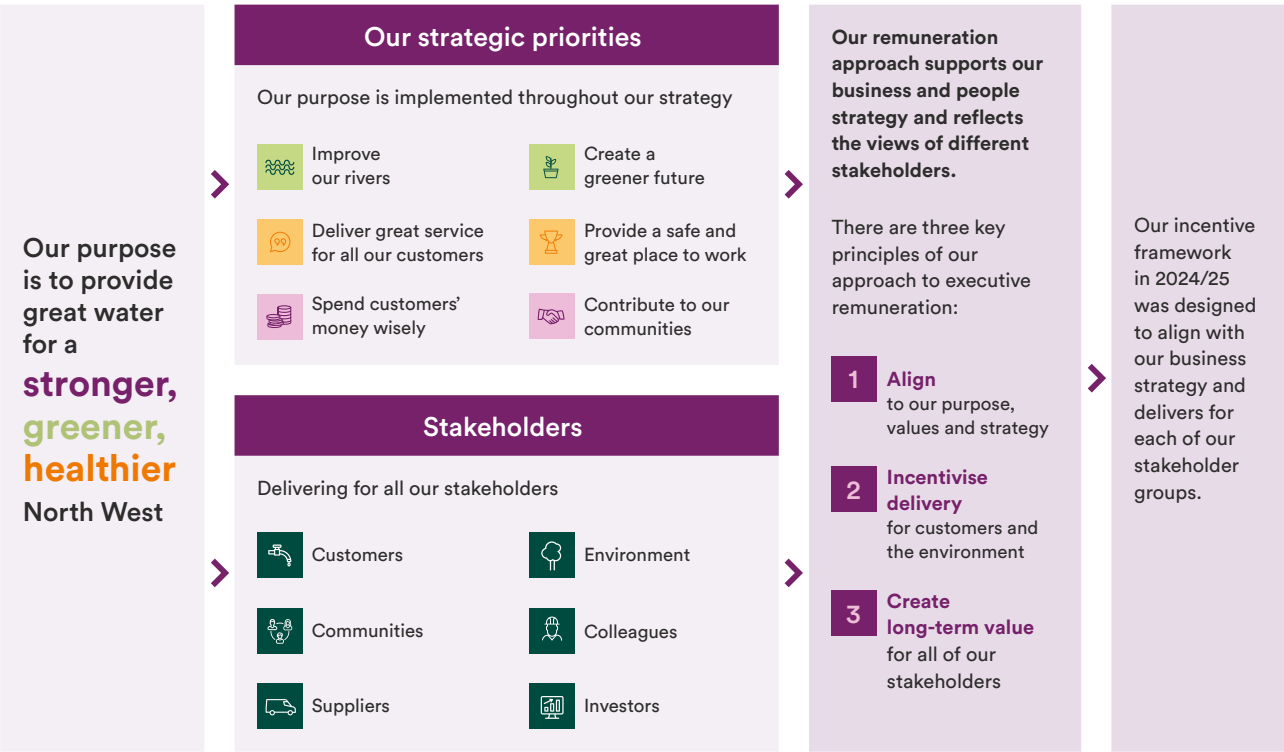 Our purpose
is to provide
great water
for a
stronger,
greener,
healthier
North West
Our strategic priorities
Our purpose is implemented throughout our strategy
Improve
our rivers
Create a
greener future
Deliver great service
for all our customers
Provide a safe and
great place to work
Spend customers’
money wisely
Contribute to our
communities
Stakeholders
Delivering for all our stakeholders
Customers
Environment
Communities
Colleagues
Suppliers
Investors
Our remuneration
approach supports our
business and people
strategy and reflects
the views of different
stakeholders.
There are three key
principles of our
approach to executive
remuneration:
1
Align
to our purpose,
values and strategy
2
Incentivise
delivery
for customers and
the environment
3
Create
long-term value
for all of our
stakeholders
Our incentive
framework
in 2024/25
was designed
to align with
our business
strategy and
delivers for
each of our
stakeholder
groups.